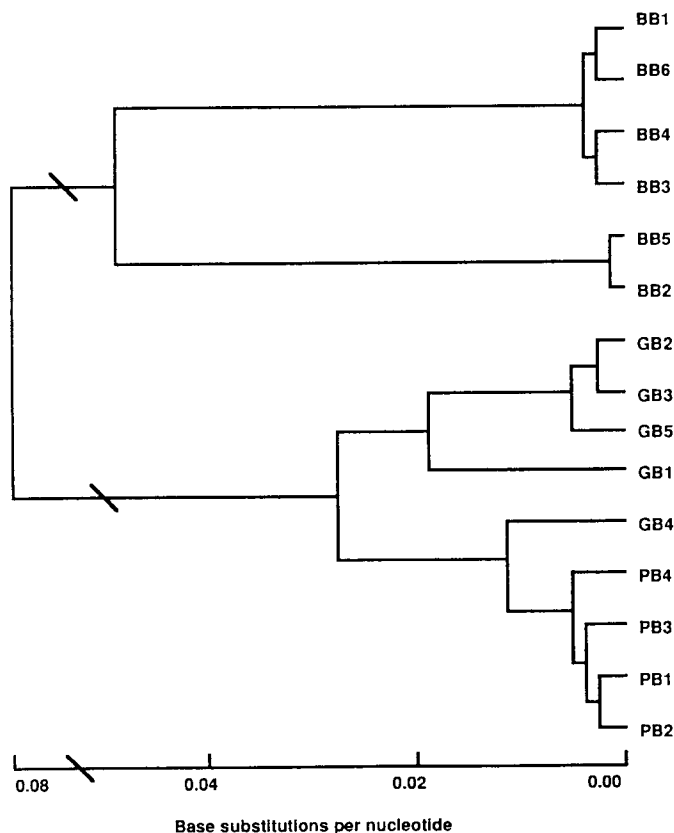 BB1
BB6
BB4
BB3
BB5
BB2
GB2
GB3
GB5
GB1
GB4
PB4
PB3
PB1
PB2
0.08 0.04 0.02 0.00
Base substitutions per nucleotide